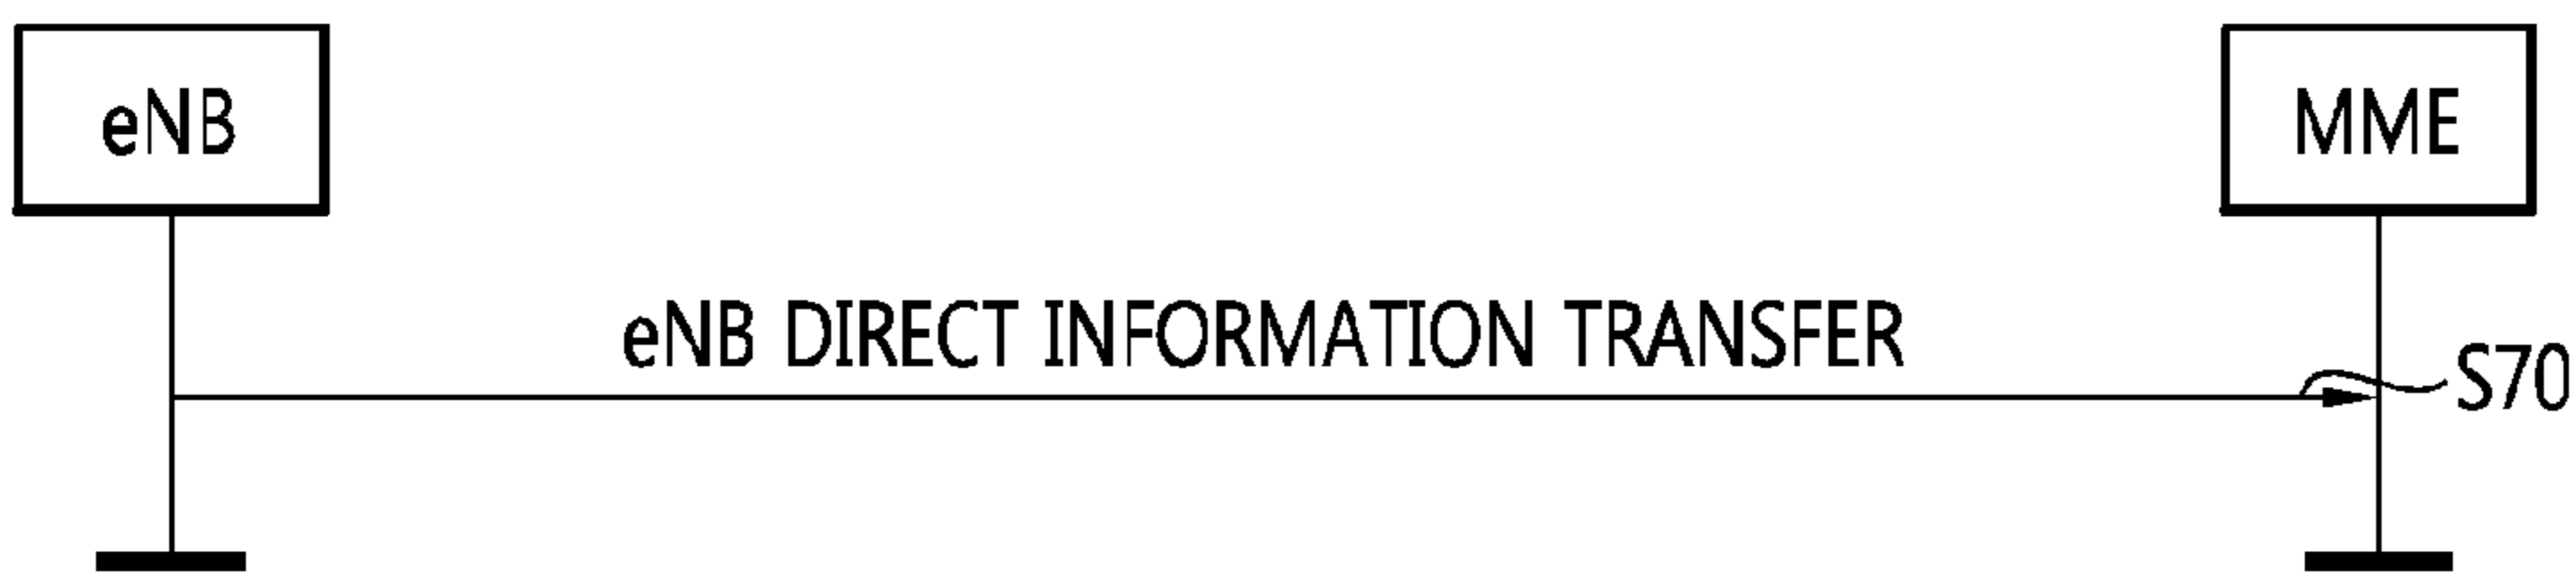 eNB
MME
eNB DIRECT INFORMATION TRANSFER
S70